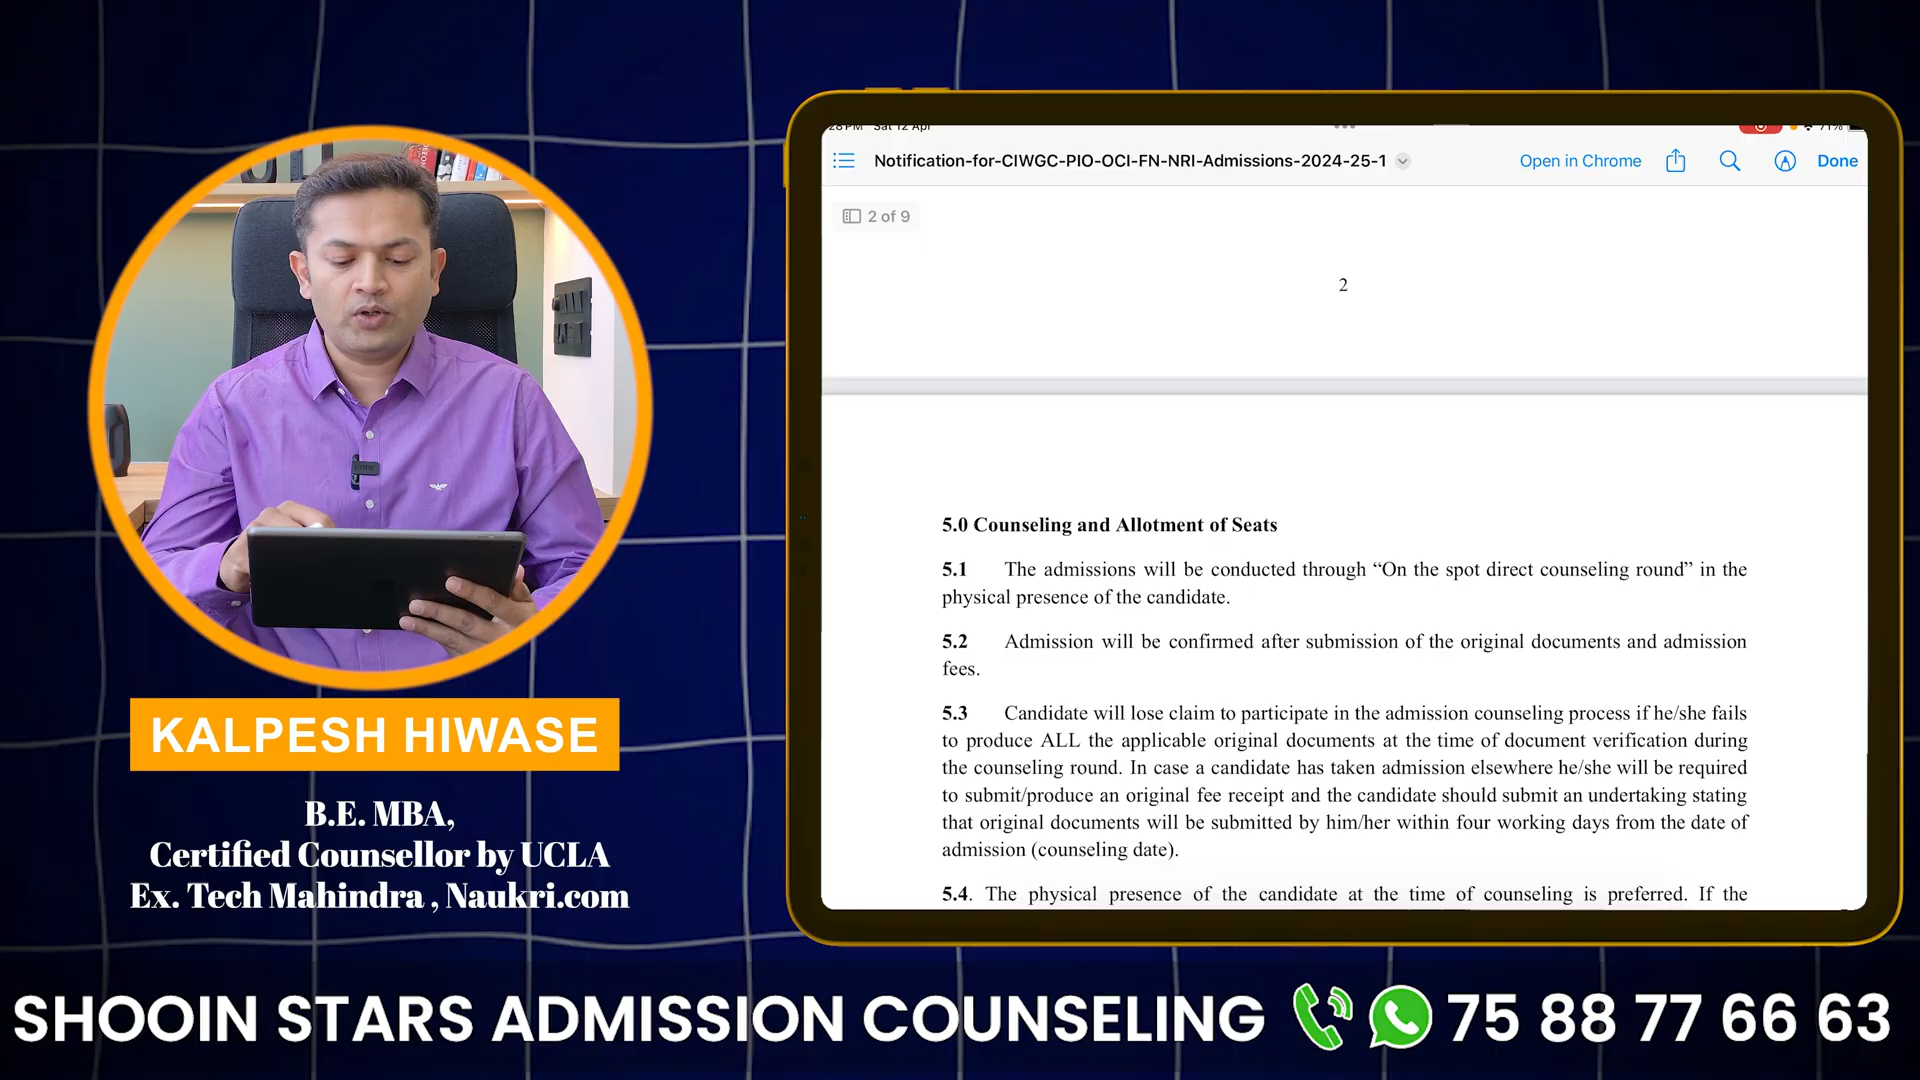 28 PM Sat 12 Apr
71%
Notification-for-CIWGC-PIO-OCI-FN-NRI-Admissions-2024-25-1
Open in Chrome
Done
2 of 9
2
5.0 Counseling and Allotment of Seats
5.1 The admissions will be conducted through “On the spot direct counseling round” in the
physical presence of the candidate.
5.2 Admission will be confirmed after submission of the original documents and admission
fees.
5.3 Candidate will lose claim to participate in the admission counseling process if he/she fails
to produce ALL the applicable original documents at the time of document verification during
the counseling round. In case a candidate has taken admission elsewhere he/she will be required
to submit/produce an original fee receipt and the candidate should submit an undertaking stating
that original documents will be submitted by him/her within four working days from the date of
admission (counseling date).
5.4. The physical presence of the candidate at the time of counseling is preferred. If the
KALPESH HIWASE
B.E. MBA,
Certified Counsellor by UCLA
Ex. Tech Mahindra , Naukri.com
SHOOIN STARS ADMISSION COUNSELING 75 88 77 66 63